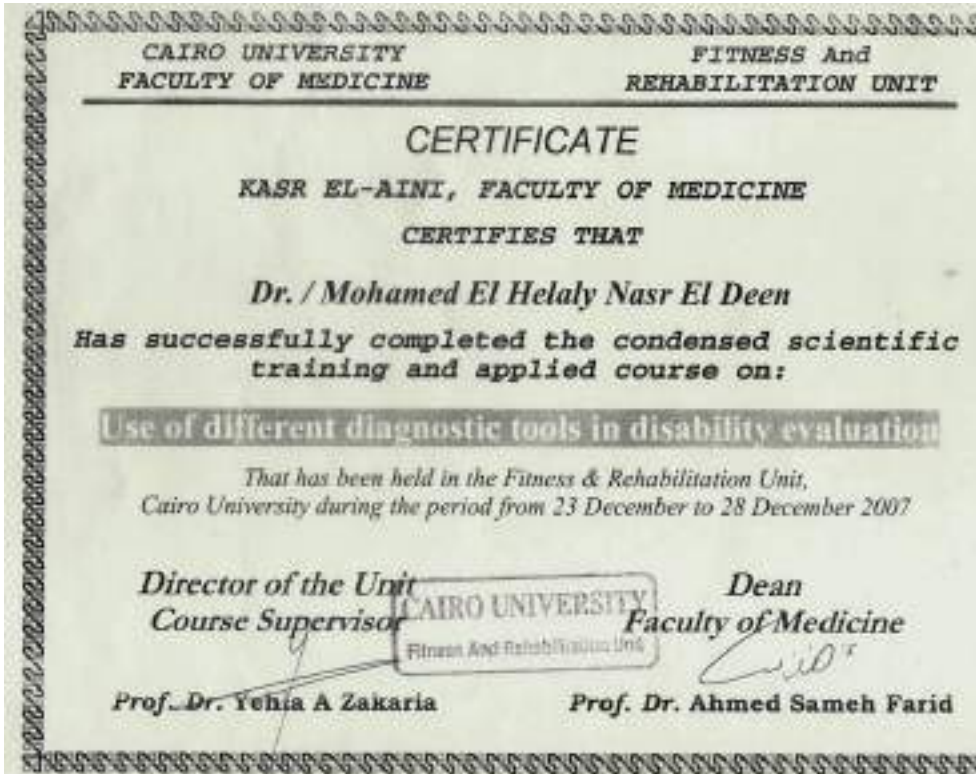 CAIRO UNIVERSITY
FACULTY OF MEDICINE
FITNESS And
REHABILITATION UNIT
CERTIFICATE
KASR EL-AINI, FACULTY OF MEDICINE
CERTIFIES THAT
Dr. / Mohamed El Helaly Nasr El Deen
Has successfully completed the condensed scientific
training and applied course on:
Use of different diagnostic tools in disability evaluation
That has been held in the Fitness & Rehabilitation Unit,
Cairo University during the period from 23 December to 28 December 2007
Director of the Unit
Course Supervisor
Prof. Dr. Yehia A Zakaria
CAIRO UNIVERSITY
Fitness And Rehabilitation Unit
Dean
Faculty of Medicine
Prof. Dr. Ahmed Sameh Farid